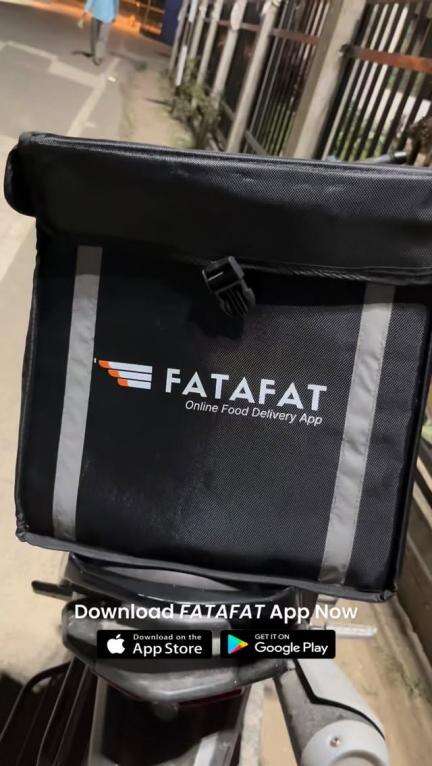 FATAFAT
Online Food Delivery App
Download FATAFAT App Now
Download on the
App Store
GET IT ON
Google Play